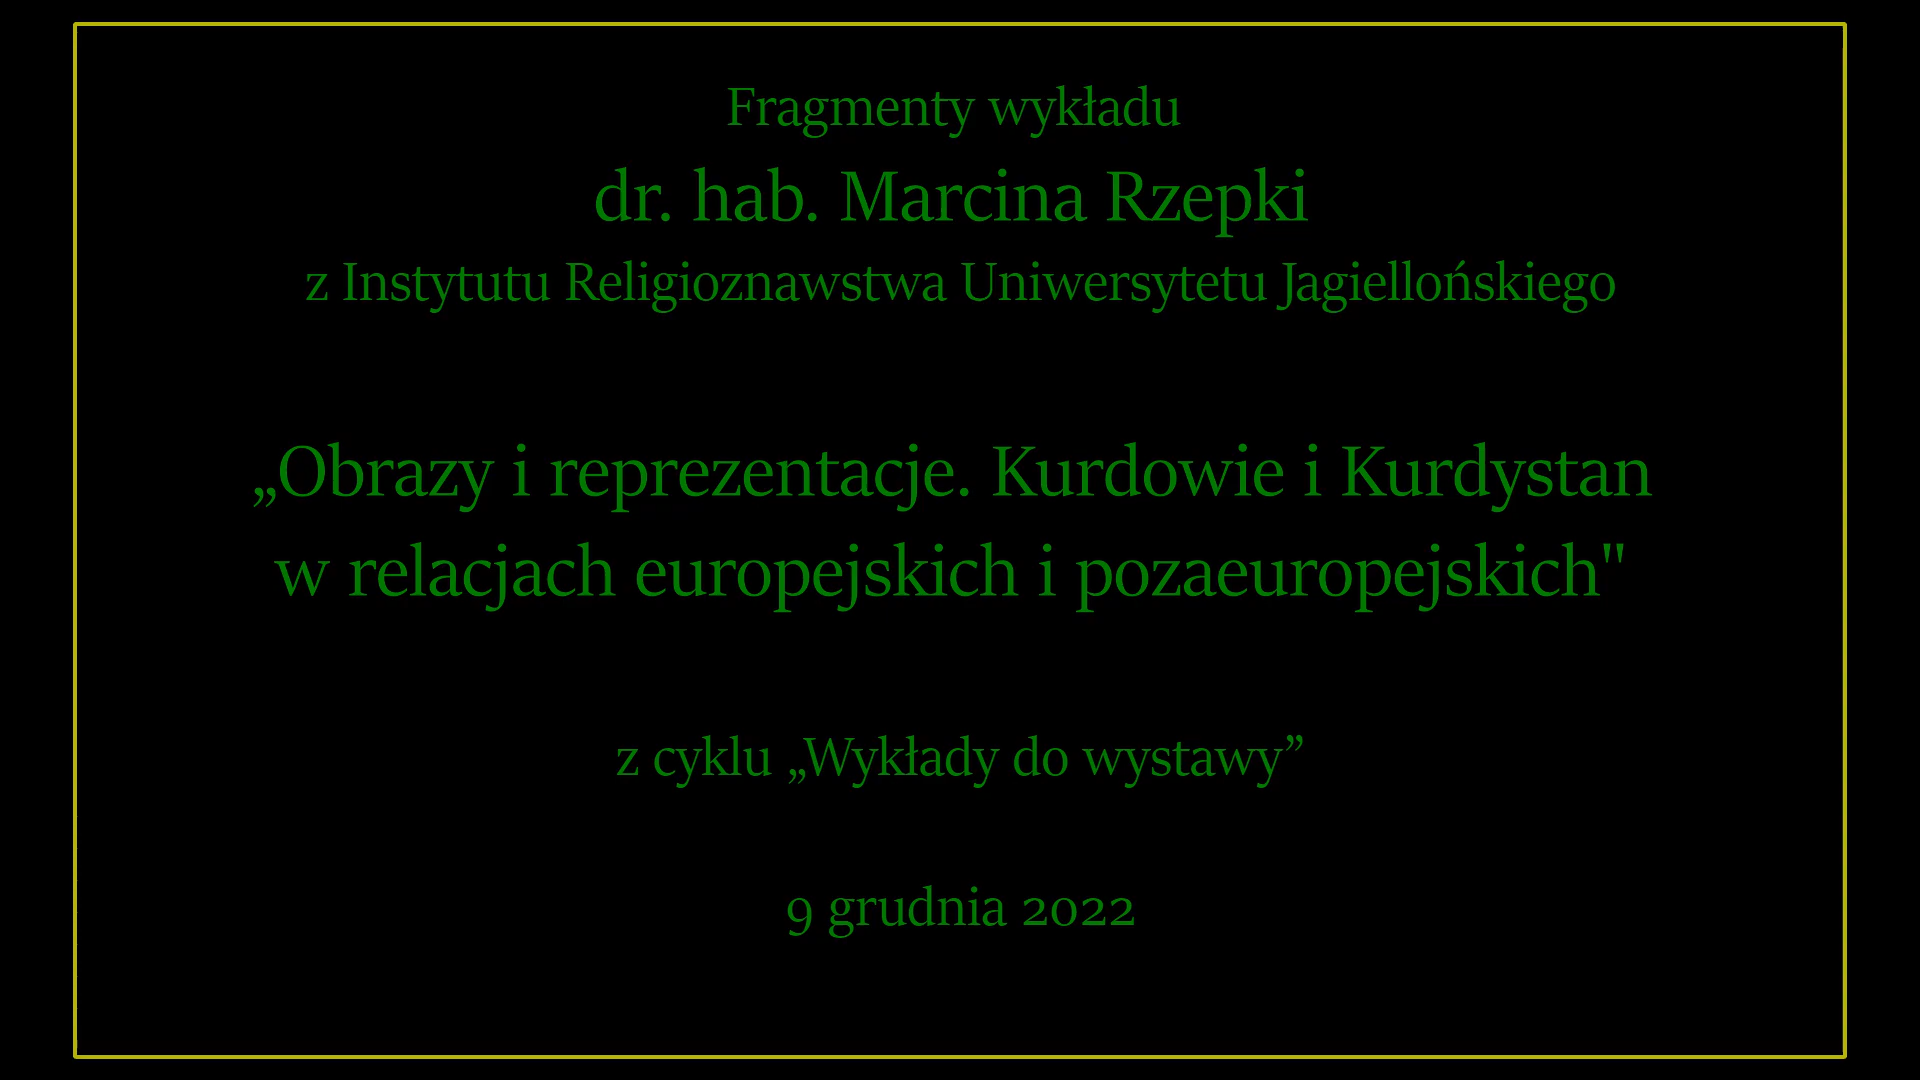 Fragmenty wykładu
dr. hab. Marcina Rzepki
z Instytutu Religioznawstwa Uniwersytetu Jagiellońskiego
„Obrazy i reprezentacje. Kurdowie i Kurdystan
w relacjach europejskich i pozaeuropejskich"
z cyklu „Wykłady do wystawy”
9 grudnia 2022